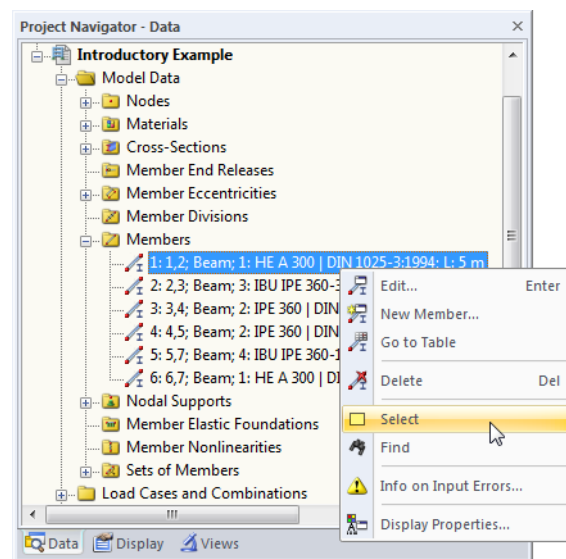 Project Navigator - Data
Introductory Example
Model Data
Nodes
Materials
Cross-Sections
Member End Releases
Member Eccentricities
Member Divisions
Members
1: 1,2; Beam; 1: HE A 300 | DIN 1025-3:1994: L: 5 m
2: 2,3; Beam; 3: IBU IPE 360-3
3: 3,4; Beam; 2: IPE 360 | DIN
4: 4,5; Beam; 2: IPE 360 | DIN
5: 5,7; Beam; 4: IBU IPE 360-1
6: 6,7; Beam; 1: HE A 300 | DI
Nodal Supports
Member Elastic Foundations
Member Nonlinearities
Sets of Members
Load Cases and Combinations
Edit... Enter
New Member...
Go to Table
Delete Del
Select
Find
Info on Input Errors...
Display Properties...
Data Display Views